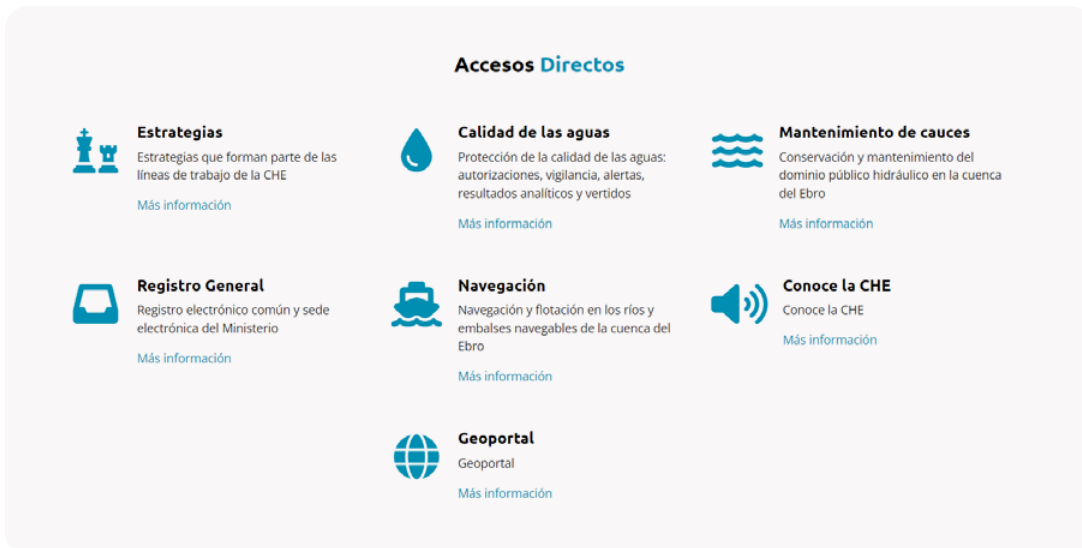 Accesos Directos
Estrategias
Estrategias que forman parte de las
líneas de trabajo de la CHE
Más información
Calidad de las aguas
Protección de la calidad de las aguas:
autorizaciones, vigilancia, alertas,
resultados analíticos y vertidos
Más información
Mantenimiento de cauces
Conservación y mantenimiento del
dominio público hidráulico en la cuenca
del Ebro
Más información
Registro General
Registro electrónico común y sede
electrónica del Ministerio
Más información
Navegación
Navegación y flotación en los ríos y
embalses navegables de la cuenca del
Ebro
Más información
Conoce la CHE
Conoce la CHE
Más información
Geoportal
Geoportal
Más información